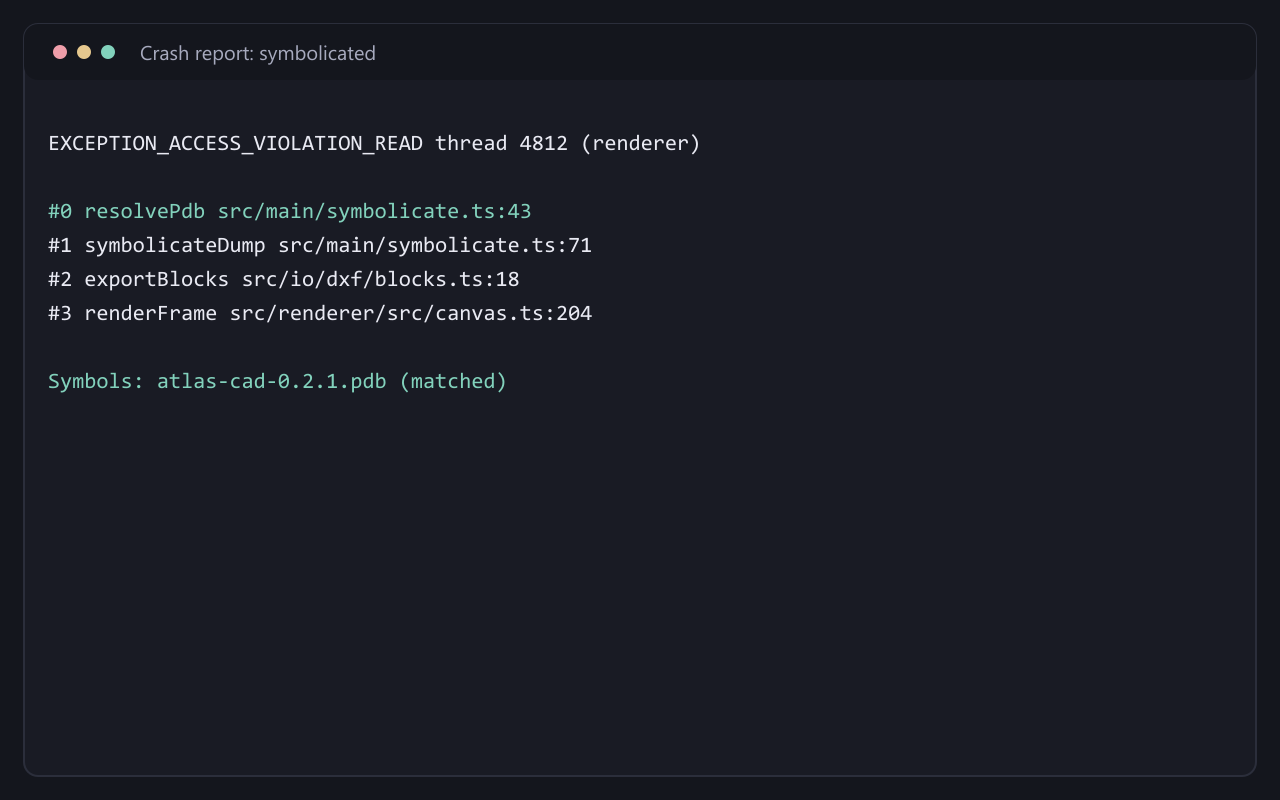 Crash report: symbolicated
EXCEPTION_ACCESS_VIOLATION_READ thread 4812 (renderer)
#0 resolvePdb src/main/symbolicate.ts:43
#1 symbolicateDump src/main/symbolicate.ts:71
#2 exportBlocks src/io/dxf/blocks.ts:18
#3 renderFrame src/renderer/src/canvas.ts:204
Symbols: atlas-cad-0.2.1.pdb (matched)